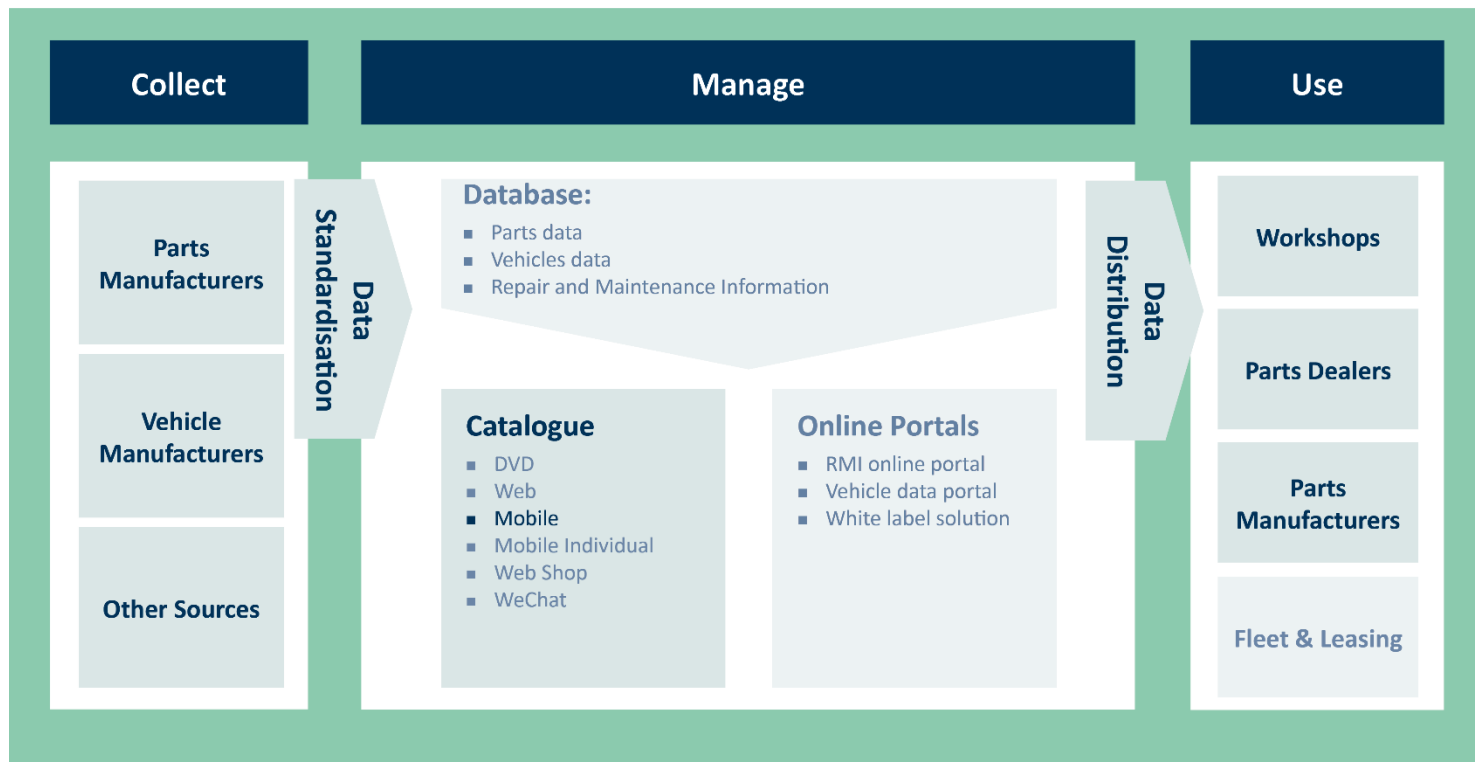 Collect
Manage
Use
Parts
Manufacturers
Vehicle
Manufacturers
Other Sources
Data
Standardisation
Database:
■ Parts data
■ Vehicles data
■ Repair and Maintenance Information
Catalogue
■ DVD
■ Web
■ Mobile
■ Mobile Individual
■ Web Shop
■ WeChat
Online Portals
■ RMI online portal
■ Vehicle data portal
■ White label solution
Data
Distribution
Workshops
Parts Dealers
Parts
Manufacturers
Fleet & Leasing